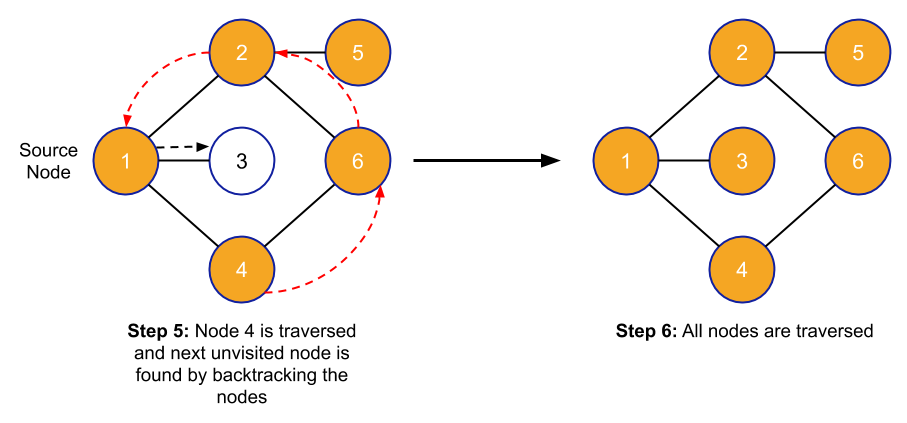 2
5
2
5
Source
Node
1
3
6
1
3
6
4
4
Step 5: Node 4 is traversed
and next unvisited node is
found by backtracking the
nodes
Step 6: All nodes are traversed